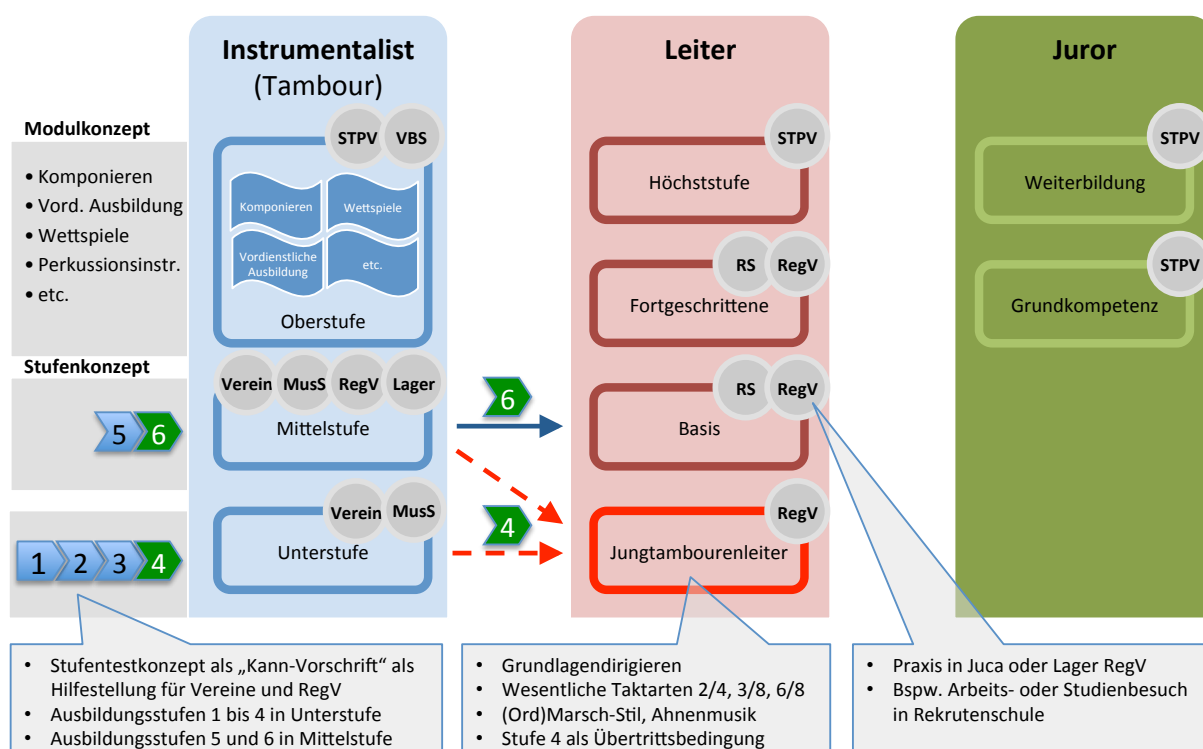 Instrumentalist
(Tambour)
Leiter
Juror
Modulkonzept
• Komponieren
• Vord. Ausbildung
• Wettspiele
• Perkussionsinstr.
• etc.
STPV
VBS
Komponieren
Wettspiele
Vordienstliche
Ausbildung
etc.
Oberstufe
STPV
Höchststufe
RS
RegV
Fortgeschrittene
STPV
Weiterbildung
STPV
Grundkompetenz
Stufenkonzept
5
6
Verein
MusS
RegV
Lager
Mittelstufe
6
RS
RegV
Basis
1
2
3
4
Verein
MusS
Unterstufe
4
RegV
Jungtambourenleiter
• Stufentestkonzept als „Kann-Vorschrift“ als
Hilfestellung für Vereine und RegV
• Ausbildungsstufen 1 bis 4 in Unterstufe
• Ausbildungsstufen 5 und 6 in Mittelstufe
• Grundlagendirigieren
• Wesentliche Taktarten 2/4, 3/8, 6/8
• (Ord)Marsch-Stil, Ahnenmusik
• Stufe 4 als Übertrittsbedingung
• Praxis in Juca oder Lager RegV
• Bspw. Arbeits- oder Studienbesuch
in Rekrutenschule